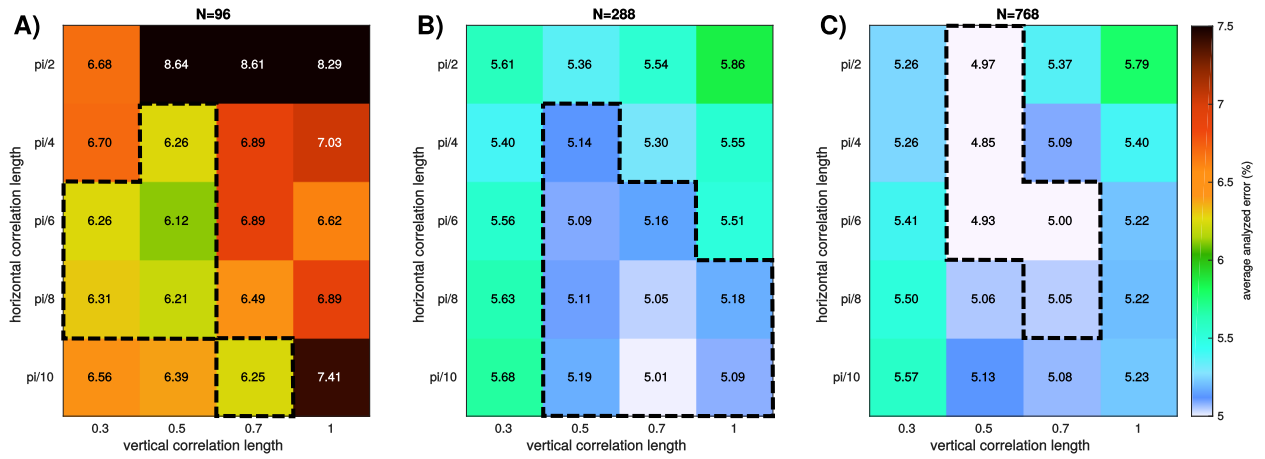 A)
N=96
horizontal correlation length
pi/2
6.68 8.64 8.61 8.29
pi/4
6.70 6.26 6.89 7.03
pi/6
6.26 6.12 6.89 6.62
pi/8
6.31 6.21 6.49 6.89
pi/10
6.56 6.39 6.25 7.41
0.3 0.5 0.7 1
vertical correlation length
B)
N=288
horizontal correlation length
pi/2
5.61 5.36 5.54 5.86
pi/4
5.40 5.14 5.30 5.55
pi/6
5.56 5.09 5.16 5.51
pi/8
5.63 5.11 5.05 5.18
pi/10
5.68 5.19 5.01 5.09
0.3 0.5 0.7 1
vertical correlation length
C)
N=768
horizontal correlation length
pi/2
5.26 4.97 5.37 5.79
pi/4
5.26 4.85 5.09 5.40
pi/6
5.41 4.93 5.00 5.22
pi/8
5.50 5.06 5.05 5.22
pi/10
5.57 5.13 5.08 5.23
0.3 0.5 0.7 1
vertical correlation length
7.5
7
6.5
6
5.5
5
average analyzed error (%)